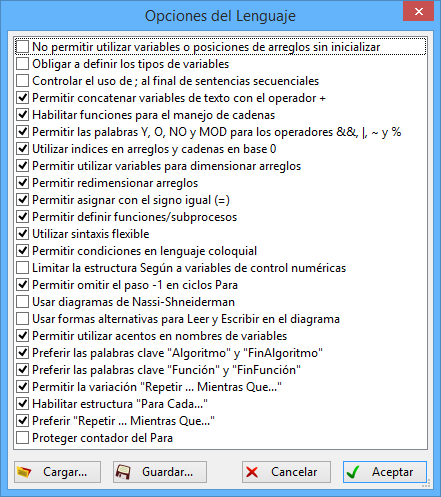 Opciones del Lenguaje
No permitir utilizar variables o posiciones de arreglos sin inicializar
Obligar a definir los tipos de variables
Controlar el uso de ; al final de sentencias secuenciales
Permitir concatenar variables de texto con el operador +
Habilitar funciones para el manejo de cadenas
Permitir las palabras Y, O, NO y MOD para los operadores &&, |, ~ y %
Utilizar indices en arreglos y cadenas en base 0
Permitir utilizar variables para dimensionar arreglos
Permitir redimensionar arreglos
Permitir asignar con el signo igual (=)
Permitir definir funciones/subprocesos
Utilizar sintaxis flexible
Permitir condiciones en lenguaje coloquial
Limitar la estructura Según a variables de control numéricas
Permitir omitir el paso -1 en ciclos Para
Usar diagramas de Nassi-Shneiderman
Usar formas alternativas para Leer y Escribir en el diagrama
Permitir utilizar acentos en nombres de variables
Preferir las palabras clave "Algoritmo" y "FinAlgoritmo"
Preferir las palabras clave "Función" y "FinFunción"
Permitir la variación "Repetir ... Mientras Que..."
Habilitar estructura "Para Cada..."
Preferir "Repetir ... Mientras Que..."
Proteger contador del Para
Cargar... Guardar... Cancelar Aceptar